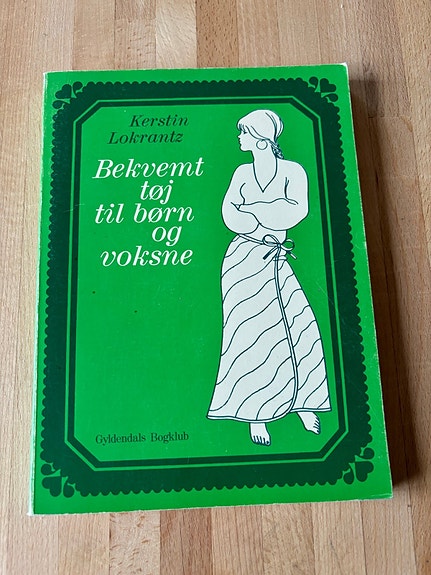 Kerstin
Lokrantz
Bekvemt
tøj
til børn
og
voksne
Gyldendals Bogklub